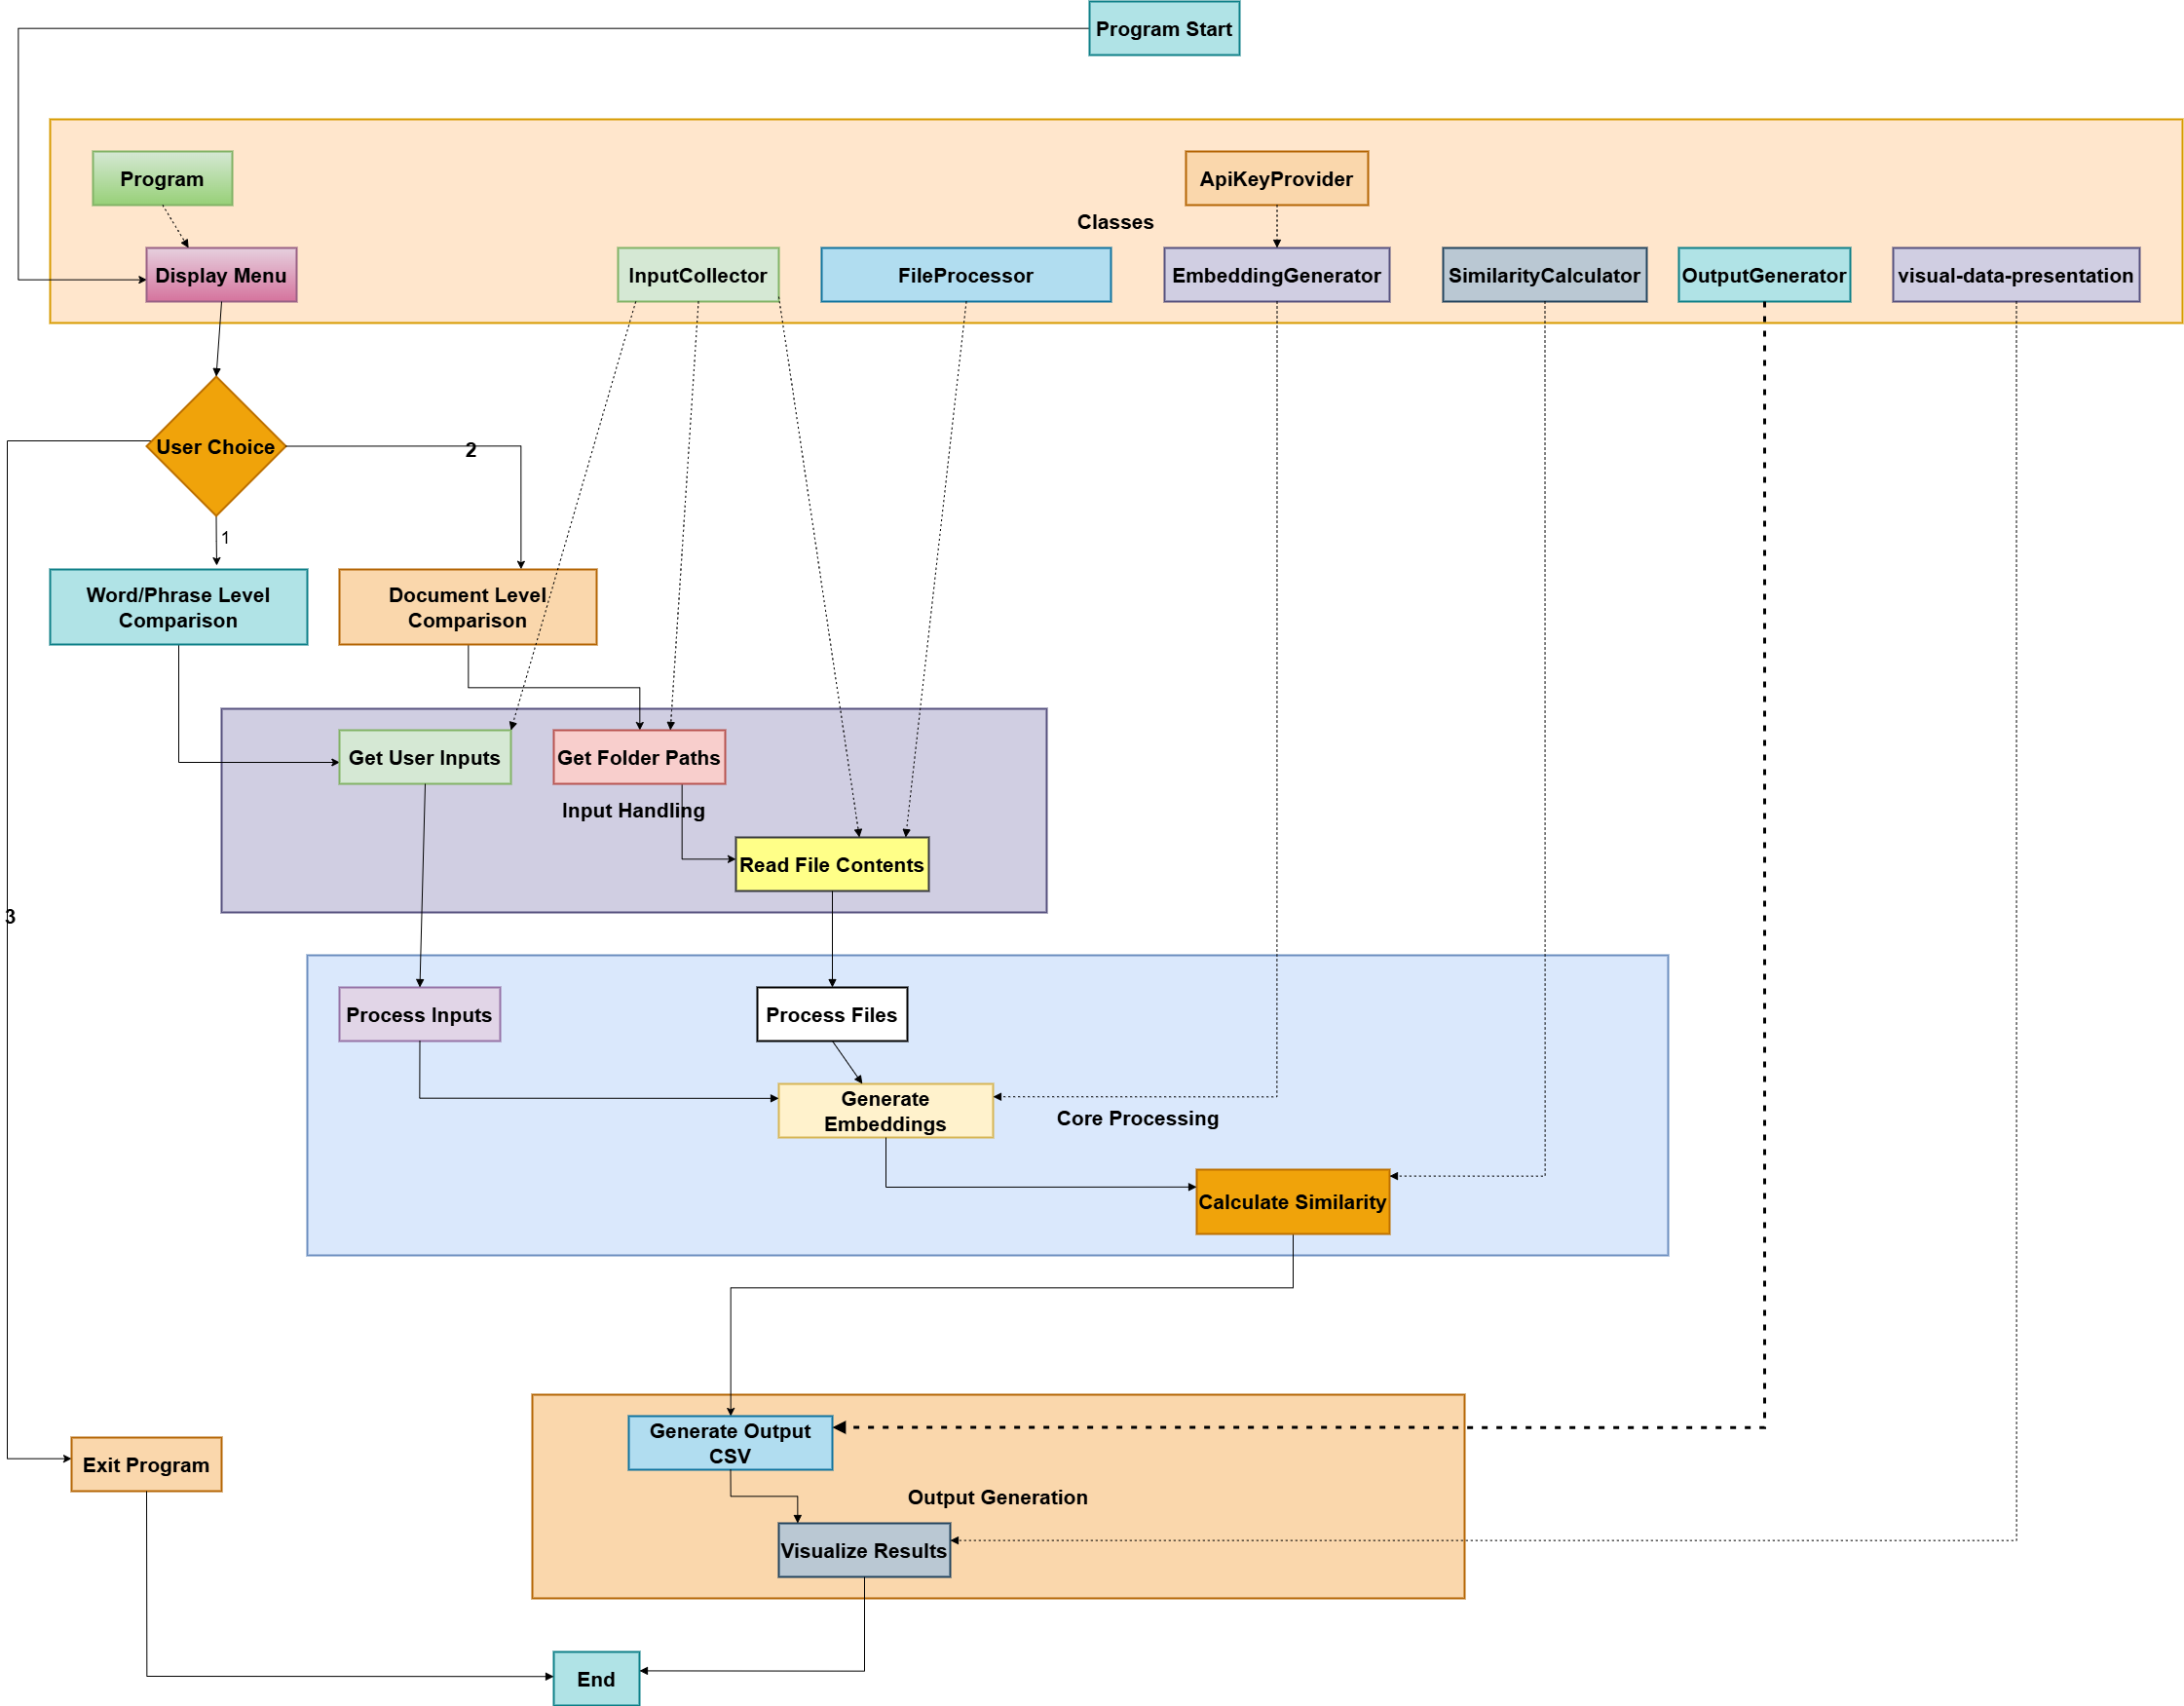 Program Start
Program
ApiKeyProvider
Classes
Display Menu
InputCollector
FileProcessor
EmbeddingGenerator
SimilarityCalculator
OutputGenerator
visual-data-presentation
User Choice
2
1
Word/Phrase Level
Comparison
Document Level
Comparison
Get User Inputs
Get Folder Paths
Input Handling
Read File Contents
3
Process Inputs
Process Files
Generate
Embeddings
Core Processing
Calculate Similarity
Generate Output
CSV
Exit Program
Output Generation
Visualize Results
End